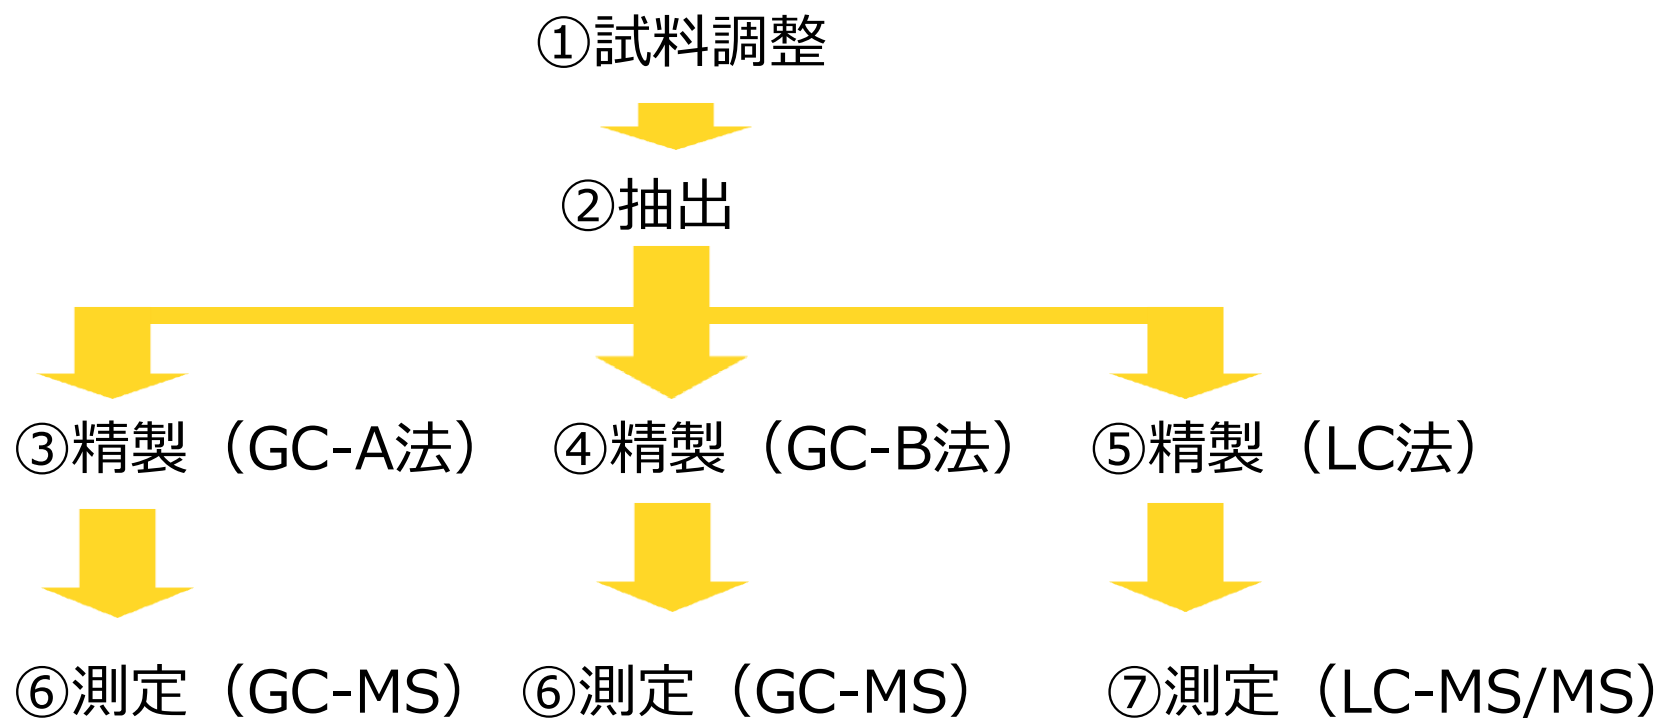 ①試料調整
②抽出
③精製（GC-A法） ④精製（GC-B法） ⑤精製（LC法）
⑥測定（GC-MS） ⑥測定（GC-MS） ⑦測定（LC-MS/MS）